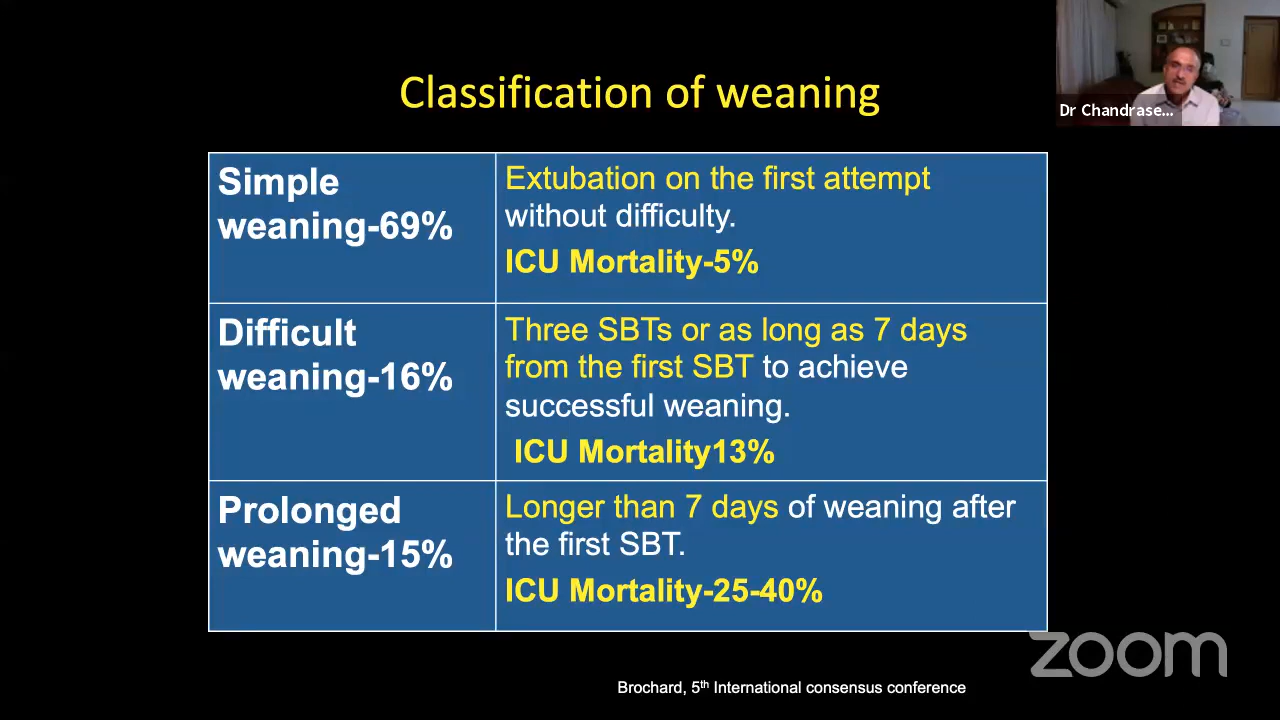 Classification of weaning
Dr Chandrase...
Simple
weaning-69%
Extubation on the first attempt
without difficulty.
ICU Mortality-5%
Difficult
weaning-16%
Three SBTs or as long as 7 days
from the first SBT to achieve
successful weaning.
ICU Mortality13%
Prolonged
weaning-15%
Longer than 7 days of weaning after
the first SBT.
ICU Mortality-25-40%
zoom
Brochard, 5th International consensus conference